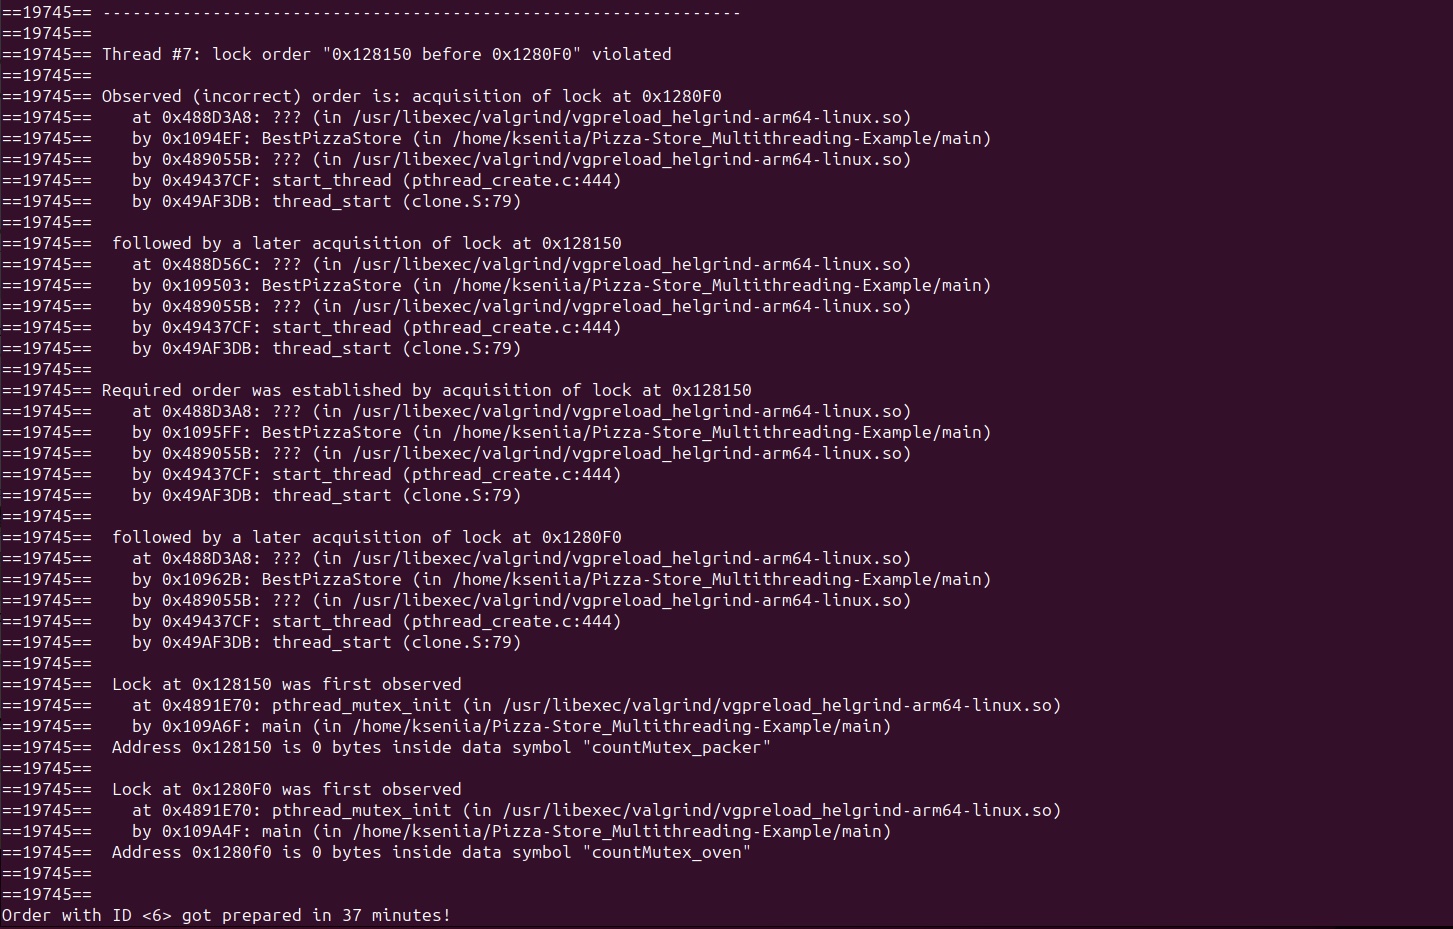 ==19745== ----------------------------------------------------------------
==19745==
==19745== Thread #7: lock order "0x128150 before 0x1280F0" violated
==19745==
==19745== Observed (incorrect) order is: acquisition of lock at 0x1280F0
==19745==    at 0x488D3A8: ??? (in /usr/libexec/valgrind/vgpreload_helgrind-arm64-linux.so)
==19745==    by 0x1094EF: BestPizzaStore (in /home/kseniia/Pizza-Store_Multithreading-Example/main)
==19745==    by 0x489055B: ??? (in /usr/libexec/valgrind/vgpreload_helgrind-arm64-linux.so)
==19745==    by 0x49437CF: start_thread (pthread_create.c:444)
==19745==    by 0x49AF3DB: thread_start (clone.S:79)
==19745==
==19745==  followed by a later acquisition of lock at 0x128150
==19745==    at 0x488D56C: ??? (in /usr/libexec/valgrind/vgpreload_helgrind-arm64-linux.so)
==19745==    by 0x109503: BestPizzaStore (in /home/kseniia/Pizza-Store_Multithreading-Example/main)
==19745==    by 0x489055B: ??? (in /usr/libexec/valgrind/vgpreload_helgrind-arm64-linux.so)
==19745==    by 0x49437CF: start_thread (pthread_create.c:444)
==19745==    by 0x49AF3DB: thread_start (clone.S:79)
==19745==
==19745== Required order was established by acquisition of lock at 0x128150
==19745==    at 0x488D3A8: ??? (in /usr/libexec/valgrind/vgpreload_helgrind-arm64-linux.so)
==19745==    by 0x1095FF: BestPizzaStore (in /home/kseniia/Pizza-Store_Multithreading-Example/main)
==19745==    by 0x489055B: ??? (in /usr/libexec/valgrind/vgpreload_helgrind-arm64-linux.so)
==19745==    by 0x49437CF: start_thread (pthread_create.c:444)
==19745==    by 0x49AF3DB: thread_start (clone.S:79)
==19745==
==19745==  followed by a later acquisition of lock at 0x1280F0
==19745==    at 0x488D3A8: ??? (in /usr/libexec/valgrind/vgpreload_helgrind-arm64-linux.so)
==19745==    by 0x10962B: BestPizzaStore (in /home/kseniia/Pizza-Store_Multithreading-Example/main)
==19745==    by 0x489055B: ??? (in /usr/libexec/valgrind/vgpreload_helgrind-arm64-linux.so)
==19745==    by 0x49437CF: start_thread (pthread_create.c:444)
==19745==    by 0x49AF3DB: thread_start (clone.S:79)
==19745==
==19745==  Lock at 0x128150 was first observed
==19745==    at 0x4891E70: pthread_mutex_init (in /usr/libexec/valgrind/vgpreload_helgrind-arm64-linux.so)
==19745==    by 0x109A6F: main (in /home/kseniia/Pizza-Store_Multithreading-Example/main)
==19745==  Address 0x128150 is 0 bytes inside data symbol "countMutex_packer"
==19745==
==19745==  Lock at 0x1280F0 was first observed
==19745==    at 0x4891E70: pthread_mutex_init (in /usr/libexec/valgrind/vgpreload_helgrind-arm64-linux.so)
==19745==    by 0x109A4F: main (in /home/kseniia/Pizza-Store_Multithreading-Example/main)
==19745==  Address 0x1280f0 is 0 bytes inside data symbol "countMutex_oven"
==19745==
==19745==
Order with ID <6> got prepared in 37 minutes!